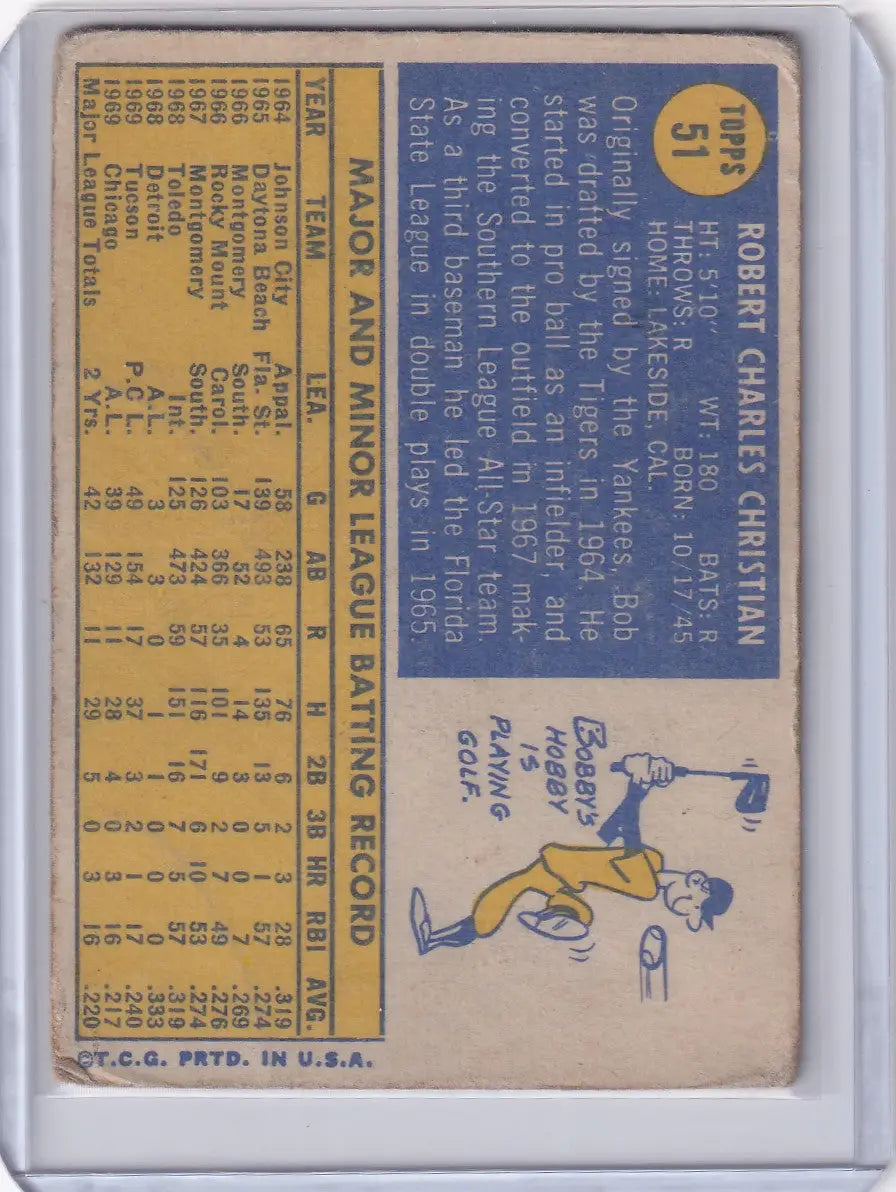 TOPPS
51
ROBERT CHARLES CHRISTIAN
HT: 5'10" WT: 180 BATS: R
THROWS: R BORN: 10/17/45
HOME: LAKESIDE, CAL.
Originally signed by the Yankees, Bob
was drafted by the Tigers in 1964. He
started in pro ball as an infielder, and
converted to the outfield in 1967 mak-
ing the Southern League All-Star team.
As a third baseman he led the Florida
State League in double plays in 1965.
BOBBY'S
HOBBY
IS
PLAYING
GOLF.
MAJOR AND MINOR LEAGUE BATTING RECORD
YEAR TEAM LEA. G AB R H 2B 3B HR RBI AVG.
1964 Johnson City Appal. 58 238 65 76 6 2 3 28 .319
1965 Daytona Beach Fla. St. 139 493 53 135 13 5 1 57 .274
1966 Montgomery South. 17 52 4 14 3 0 0 7 .269
1966 Rocky Mount Carol. 103 366 35 101 9 2 7 49 .276
1967 Montgomery South. 126 424 57 116 171 6 10 53 .274
1968 Toledo Int. 125 473 59 151 16 7 5 57 .319
1968 Detroit A.L. 3 3 0 1 1 0 0 0 .333
1969 Tucson P.C.L. 49 154 17 37 3 2 1 17 .240
1969 Chicago A.L. 39 129 11 28 4 0 3 16 .217
Major League Totals 2 Yrs. 42 132 11 29 5 0 3 16 .220
©T.C.G. PRTD. IN U.S.A.